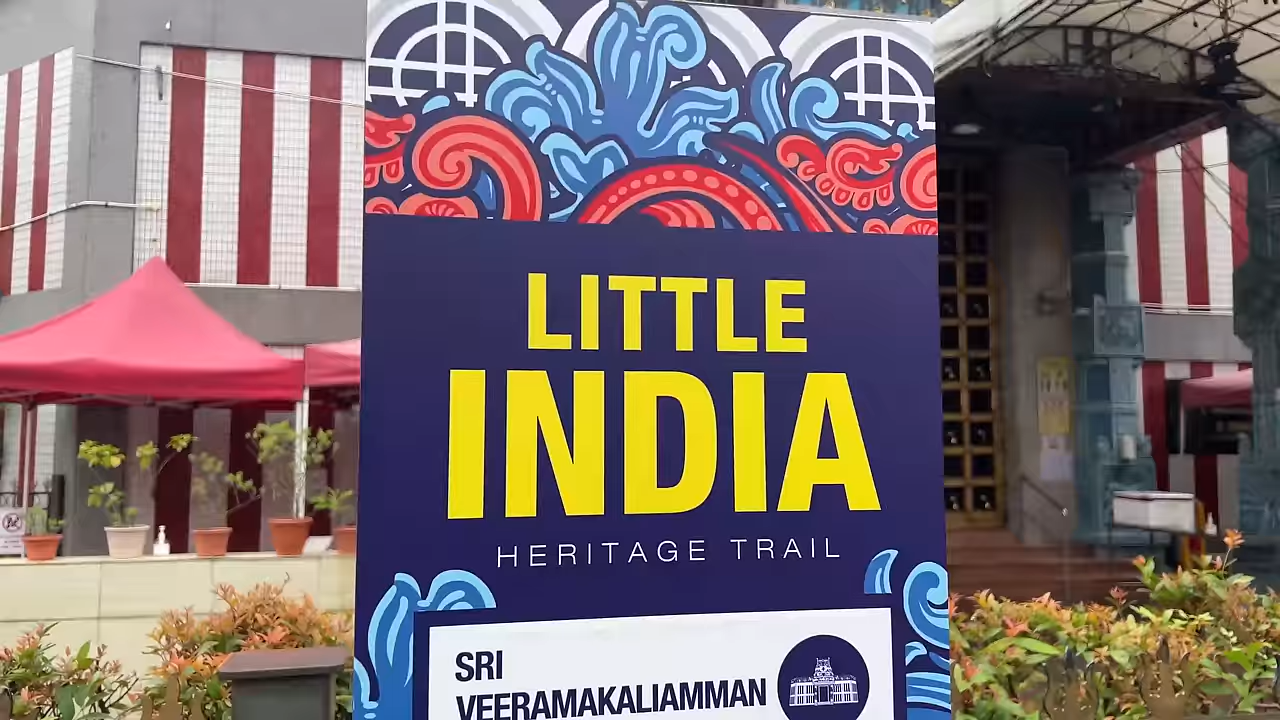 LITTLE
INDIA
HERITAGE TRAIL
SRI
VEERAMAKALIAMMAN